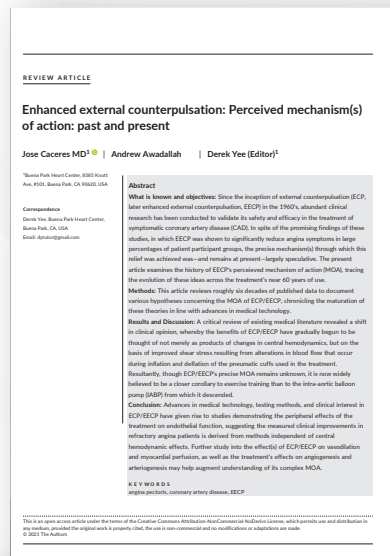 REVIEW ARTICLE
Enhanced external counterpulsation: Perceived mechanism(s)
of action: past and present
Jose Caceres MD¹ | Andrew Awadallah | Derek Yee (Editor)¹
¹Buena Park Heart Center, 8585 Knott
Ave, #101, Buena Park, CA 90620, USA
Correspondence
Derek Yee, Buena Park Heart Center,
Buena Park, CA, USA
Email: dytutor@gmail.com
Abstract
What is known and objectives: Since the inception of external counterpulsation (ECP,
later enhanced external counterpulsation, EECP) in the 1960's, abundant clinical
research has been conducted to validate its safety and efficacy in the treatment of
symptomatic coronary artery disease (CAD). In spite of the promising findings of these
studies, in which EECP was shown to significantly reduce angina symptoms in large
percentages of patient participant groups, the precise mechanism(s) through which this
relief was achieved was—and remains at present—largely speculative. The present
article examines the history of EECP's perceived mechanism of action (MOA), tracing
the evolution of these ideas across the treatment's near 60 years of use.
Methods: This article reviews roughly six decades of published data to document
various hypotheses concerning the MOA of ECP/EECP, chronicling the maturation of
these theories in line with advances in medical technology.
Results and Discussion: A critical review of existing medical literature revealed a shift
in clinical opinion, whereby the benefits of ECP/EECP have gradually begun to be
thought of not merely as products of changes in central hemodynamics, but on the
basis of improved shear stress resulting from alterations in blood flow that occur
during inflation and deflation of the pneumatic cuffs used in the treatment.
Resultantly, though ECP/EECP's precise MOA remains unknown, it is now widely
believed to be a closer corollary to exercise training than to the intra-aortic balloon
pump (IABP) from which it descended.
Conclusion: Advances in medical technology, testing methods, and clinical interest in
ECP/EECP have given rise to studies demonstrating the peripheral effects of the
treatment on endothelial function, suggesting the measured clinical improvements in
refractory angina patients is derived from methods independent of central
hemodynamic effects. Further study into the effect(s) of ECP/EECP on vasodilation
and myocardial perfusion, as well as the treatment's effects on angiogenesis and
arteriogenesis may help augment understanding of its complex MOA.
KEYWORDS
angina pectoris, coronary artery disease, EECP
This is an open access article under the terms of the Creative Commons Attribution-NonCommercial-NoDerivs License, which permits use and distribution in
any medium, provided the original work is properly cited, the use is non-commercial and no modifications or adaptations are made.
© 2021 The Authors